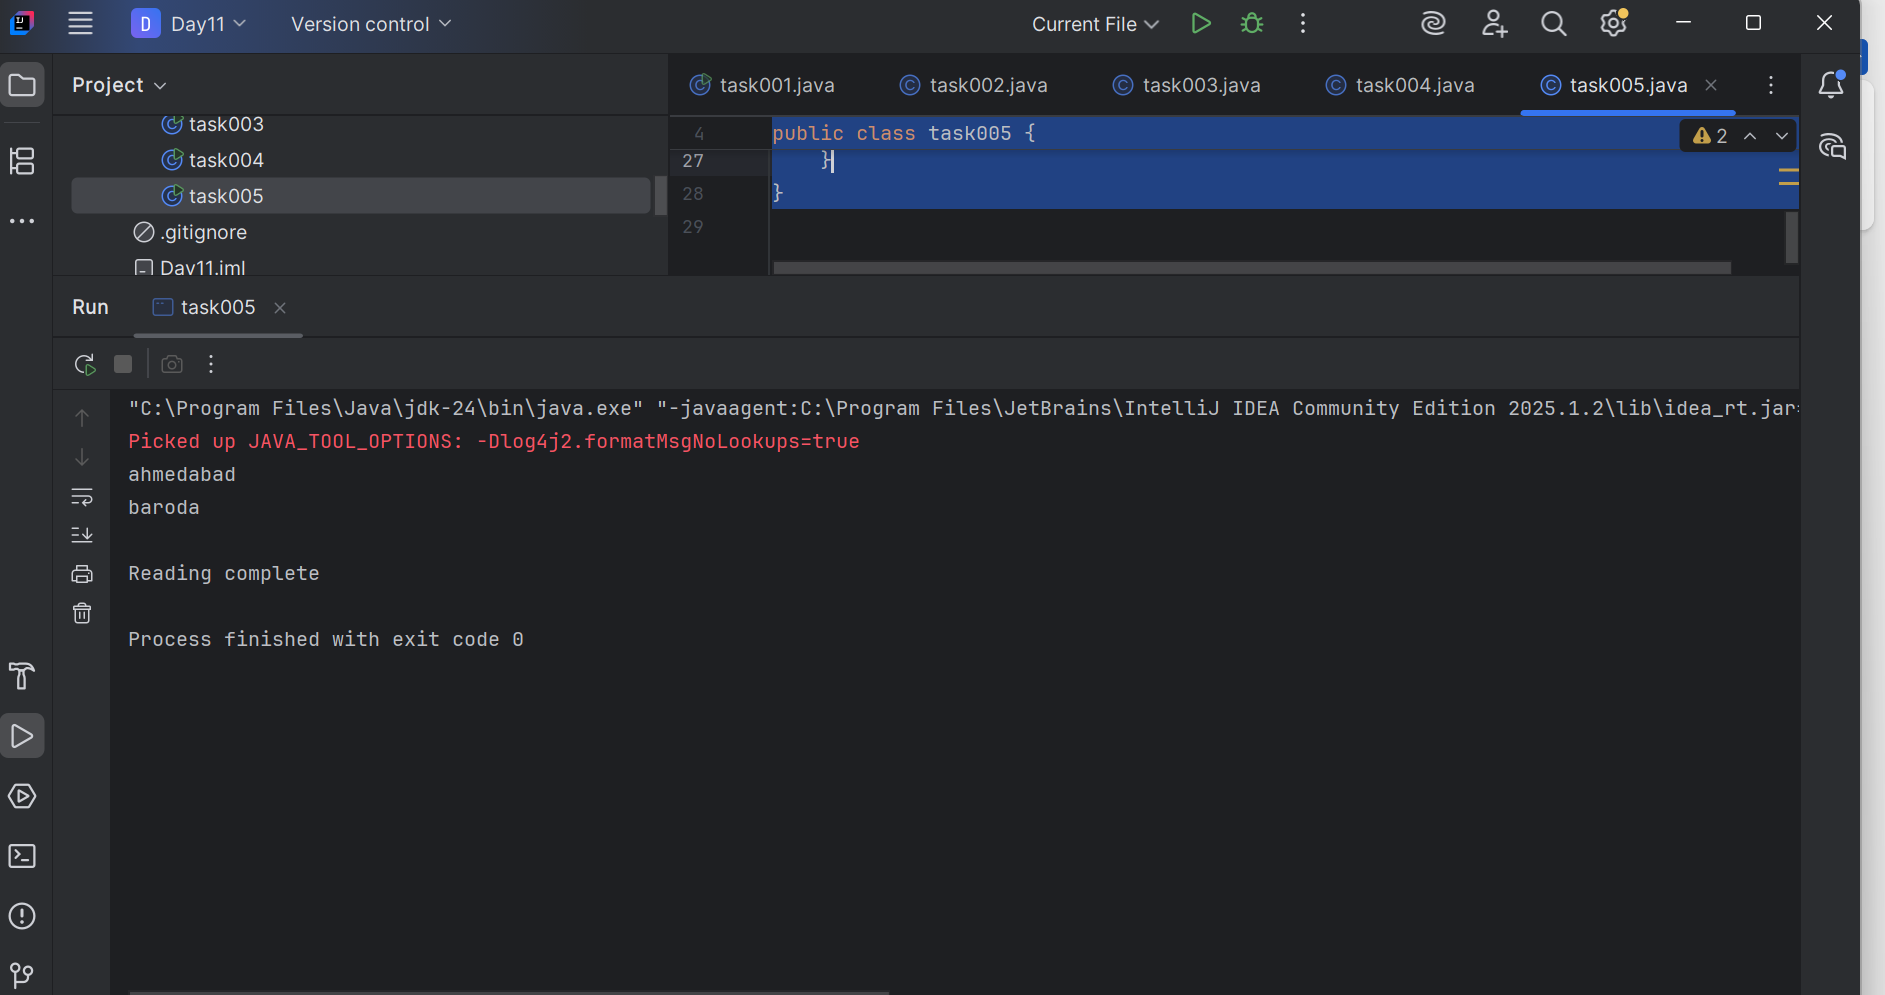 D Day11 Version control Current File
Project
task001.java task002.java task003.java task004.java task005.java
task003
task004
task005
.gitignore
Day11.iml
4 public class task005 { 2
27 }
28 }
29
Run task005
"C:\Program Files\Java\jdk-24\bin\java.exe" "-javaagent:C:\Program Files\JetBrains\IntelliJ IDEA Community Edition 2025.1.2\lib\idea_rt.jar=
Picked up JAVA_TOOL_OPTIONS: -Dlog4j2.formatMsgNoLookups=true
ahmedabad
baroda
Reading complete
Process finished with exit code 0